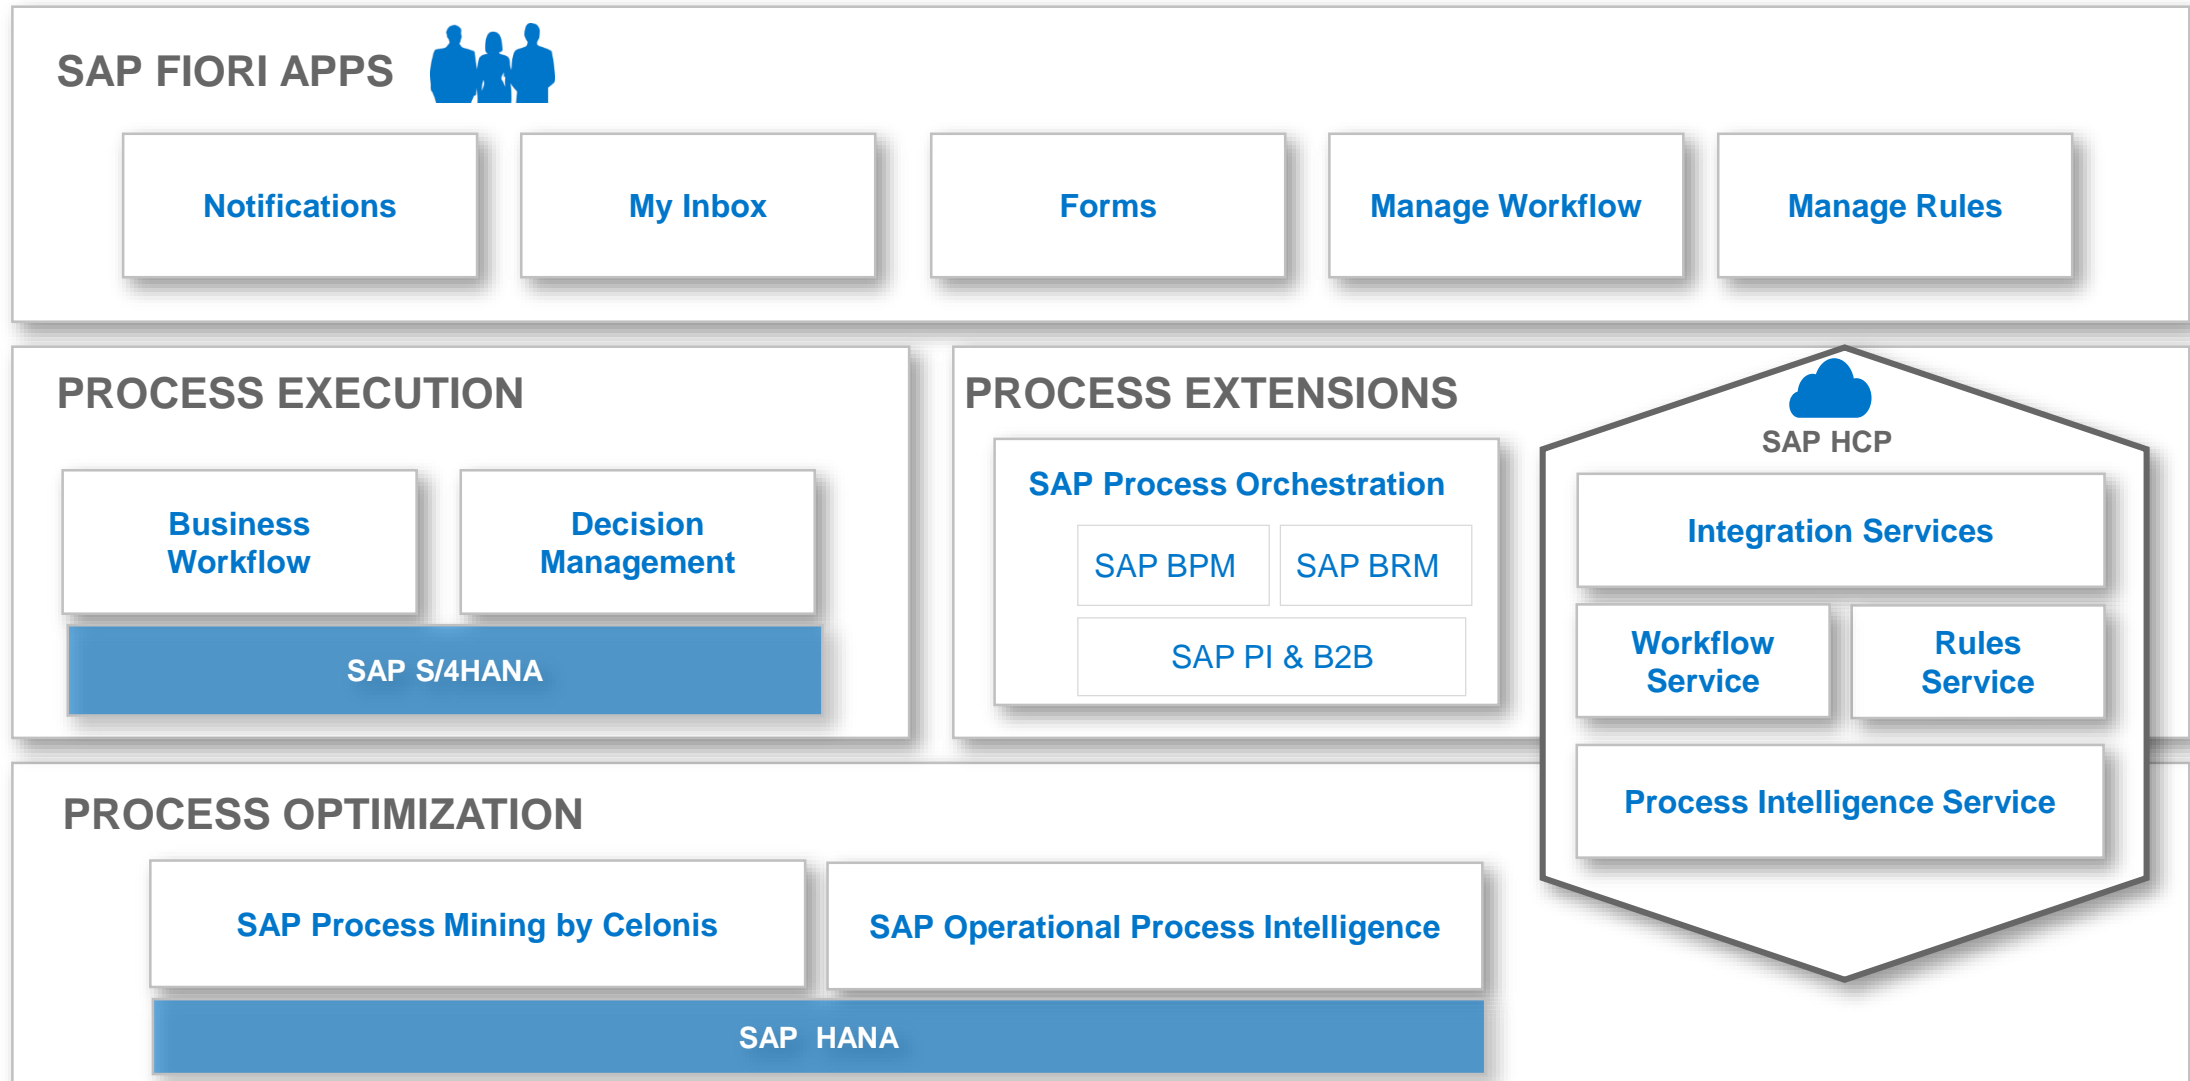 SAP FIORI APPS
Notifications
My Inbox
Forms
Manage Workflow
Manage Rules
PROCESS EXECUTION
Business
Workflow
Decision
Management
SAP S/4HANA
PROCESS EXTENSIONS
SAP Process Orchestration
SAP BPM
SAP BRM
SAP PI & B2B
SAP HCP
Integration Services
Workflow
Service
Rules
Service
Process Intelligence Service
PROCESS OPTIMIZATION
SAP Process Mining by Celonis
SAP Operational Process Intelligence
SAP HANA